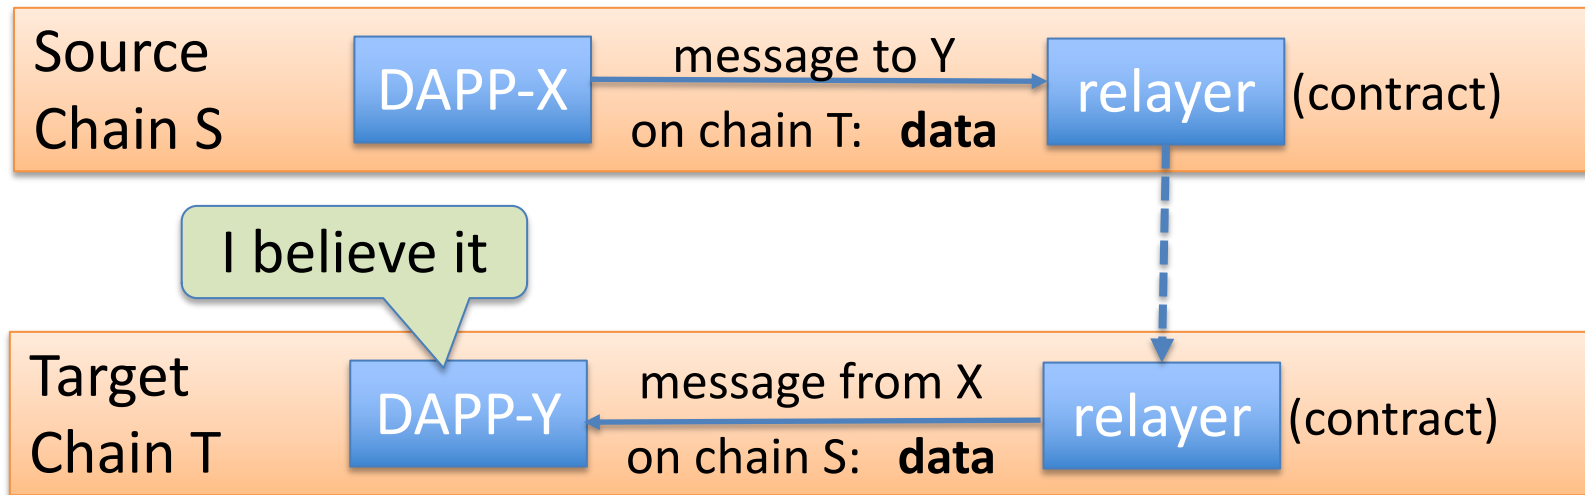 Source
Chain S
DAPP-X
message to Y
on chain T: data
relayer
(contract)
I believe it
Target
Chain T
DAPP-Y
message from X
on chain S: data
relayer
(contract)